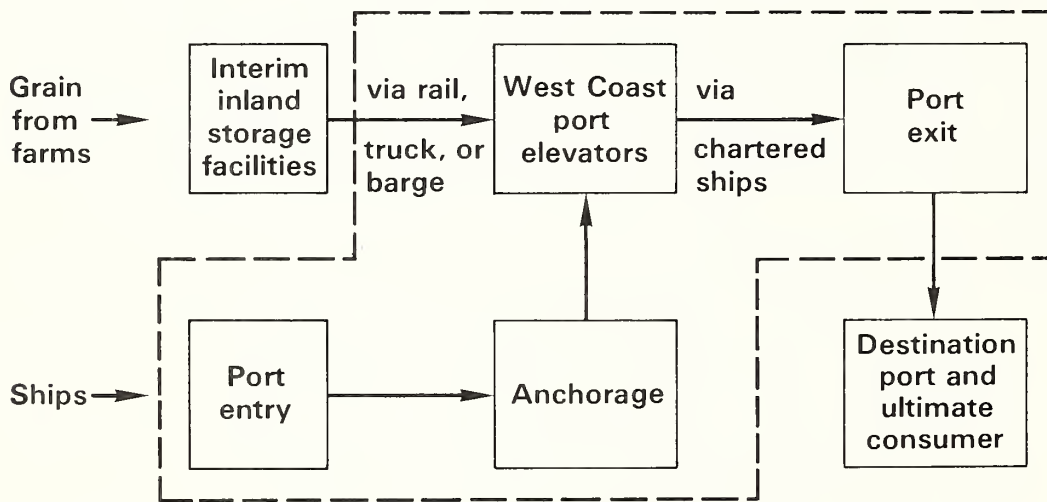 Grain
from
farms
Interim
inland
storage
facilities
via rail,
truck, or
barge
West Coast
port
elevators
via
chartered
ships
Port
exit
Ships
Port
entry
Anchorage
Destination
port and
ultimate
consumer